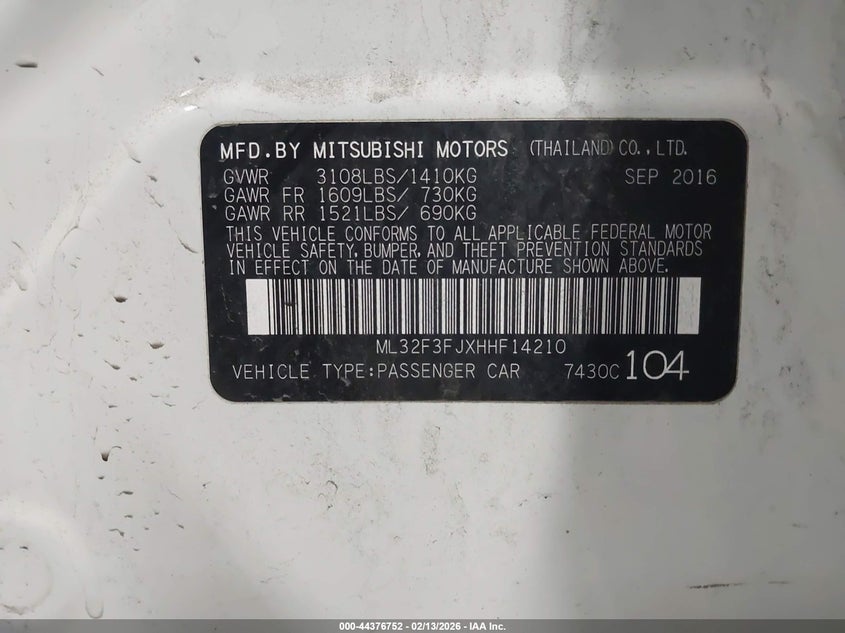 MFD.BY MITSUBISHI MOTORS (THAILAND) CO.,LTD.
GVWR 3108LBS/1410KG SEP 2016
GAWR FR 1609LBS/ 730KG
GAWR RR 1521LBS/ 690KG
THIS VEHICLE CONFORMS TO ALL APPLICABLE FEDERAL MOTOR
VEHICLE SAFETY, BUMPER, AND THEFT PREVENTION STANDARDS
IN EFFECT ON THE DATE OF MANUFACTURE SHOWN ABOVE.
ML32F3FJXHHF14210
VEHICLE TYPE:PASSENGER CAR 7430C 104
000-44376752 - 02/13/2026 - IAA Inc.